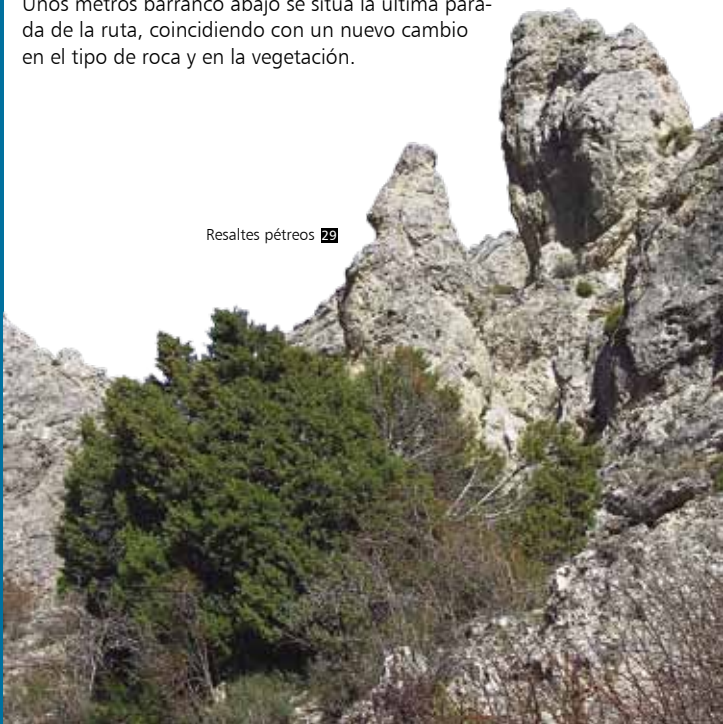 Unos metros barranco abajo se sitúa la última para-
da de la ruta, coincidiendo con un nuevo cambio
en el tipo de roca y en la vegetación.
Resaltes pétreos 29